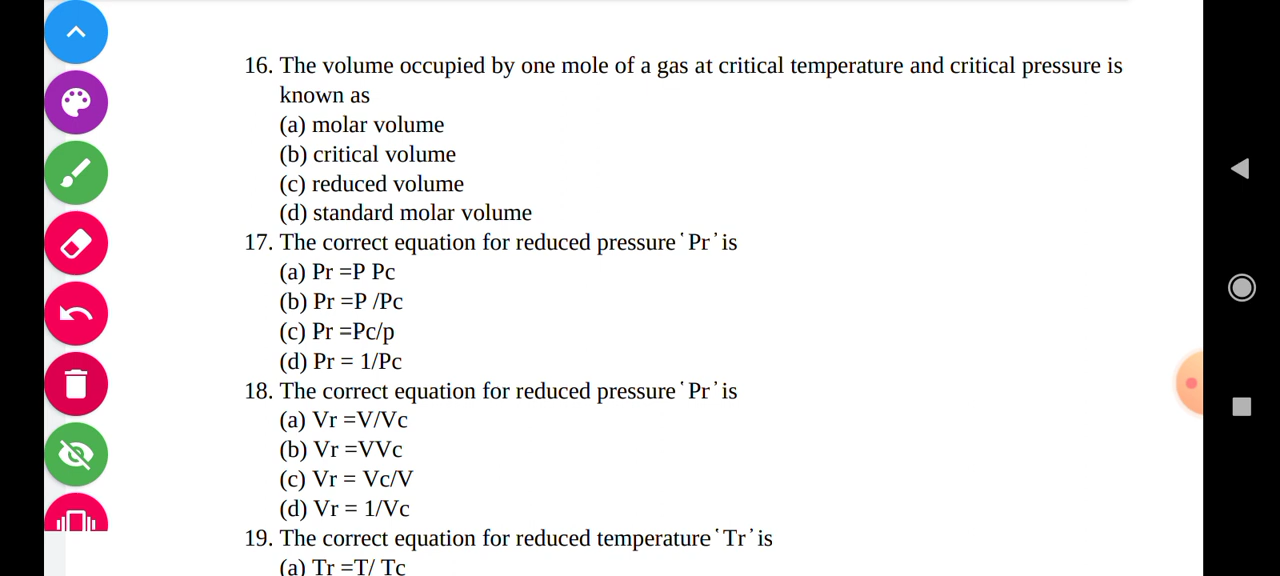 16. The volume occupied by one mole of a gas at critical temperature and critical pressure is
known as
(a) molar volume
(b) critical volume
(c) reduced volume
(d) standard molar volume
17. The correct equation for reduced pressure ‛Pr’ is
(a) Pr =P Pc
(b) Pr =P /Pc
(c) Pr =Pc/p
(d) Pr = 1/Pc
18. The correct equation for reduced pressure ‛Pr’ is
(a) Vr =V/Vc
(b) Vr =VVc
(c) Vr = Vc/V
(d) Vr = 1/Vc
19. The correct equation for reduced temperature ‛Tr’ is
(a) Tr =T/ Tc